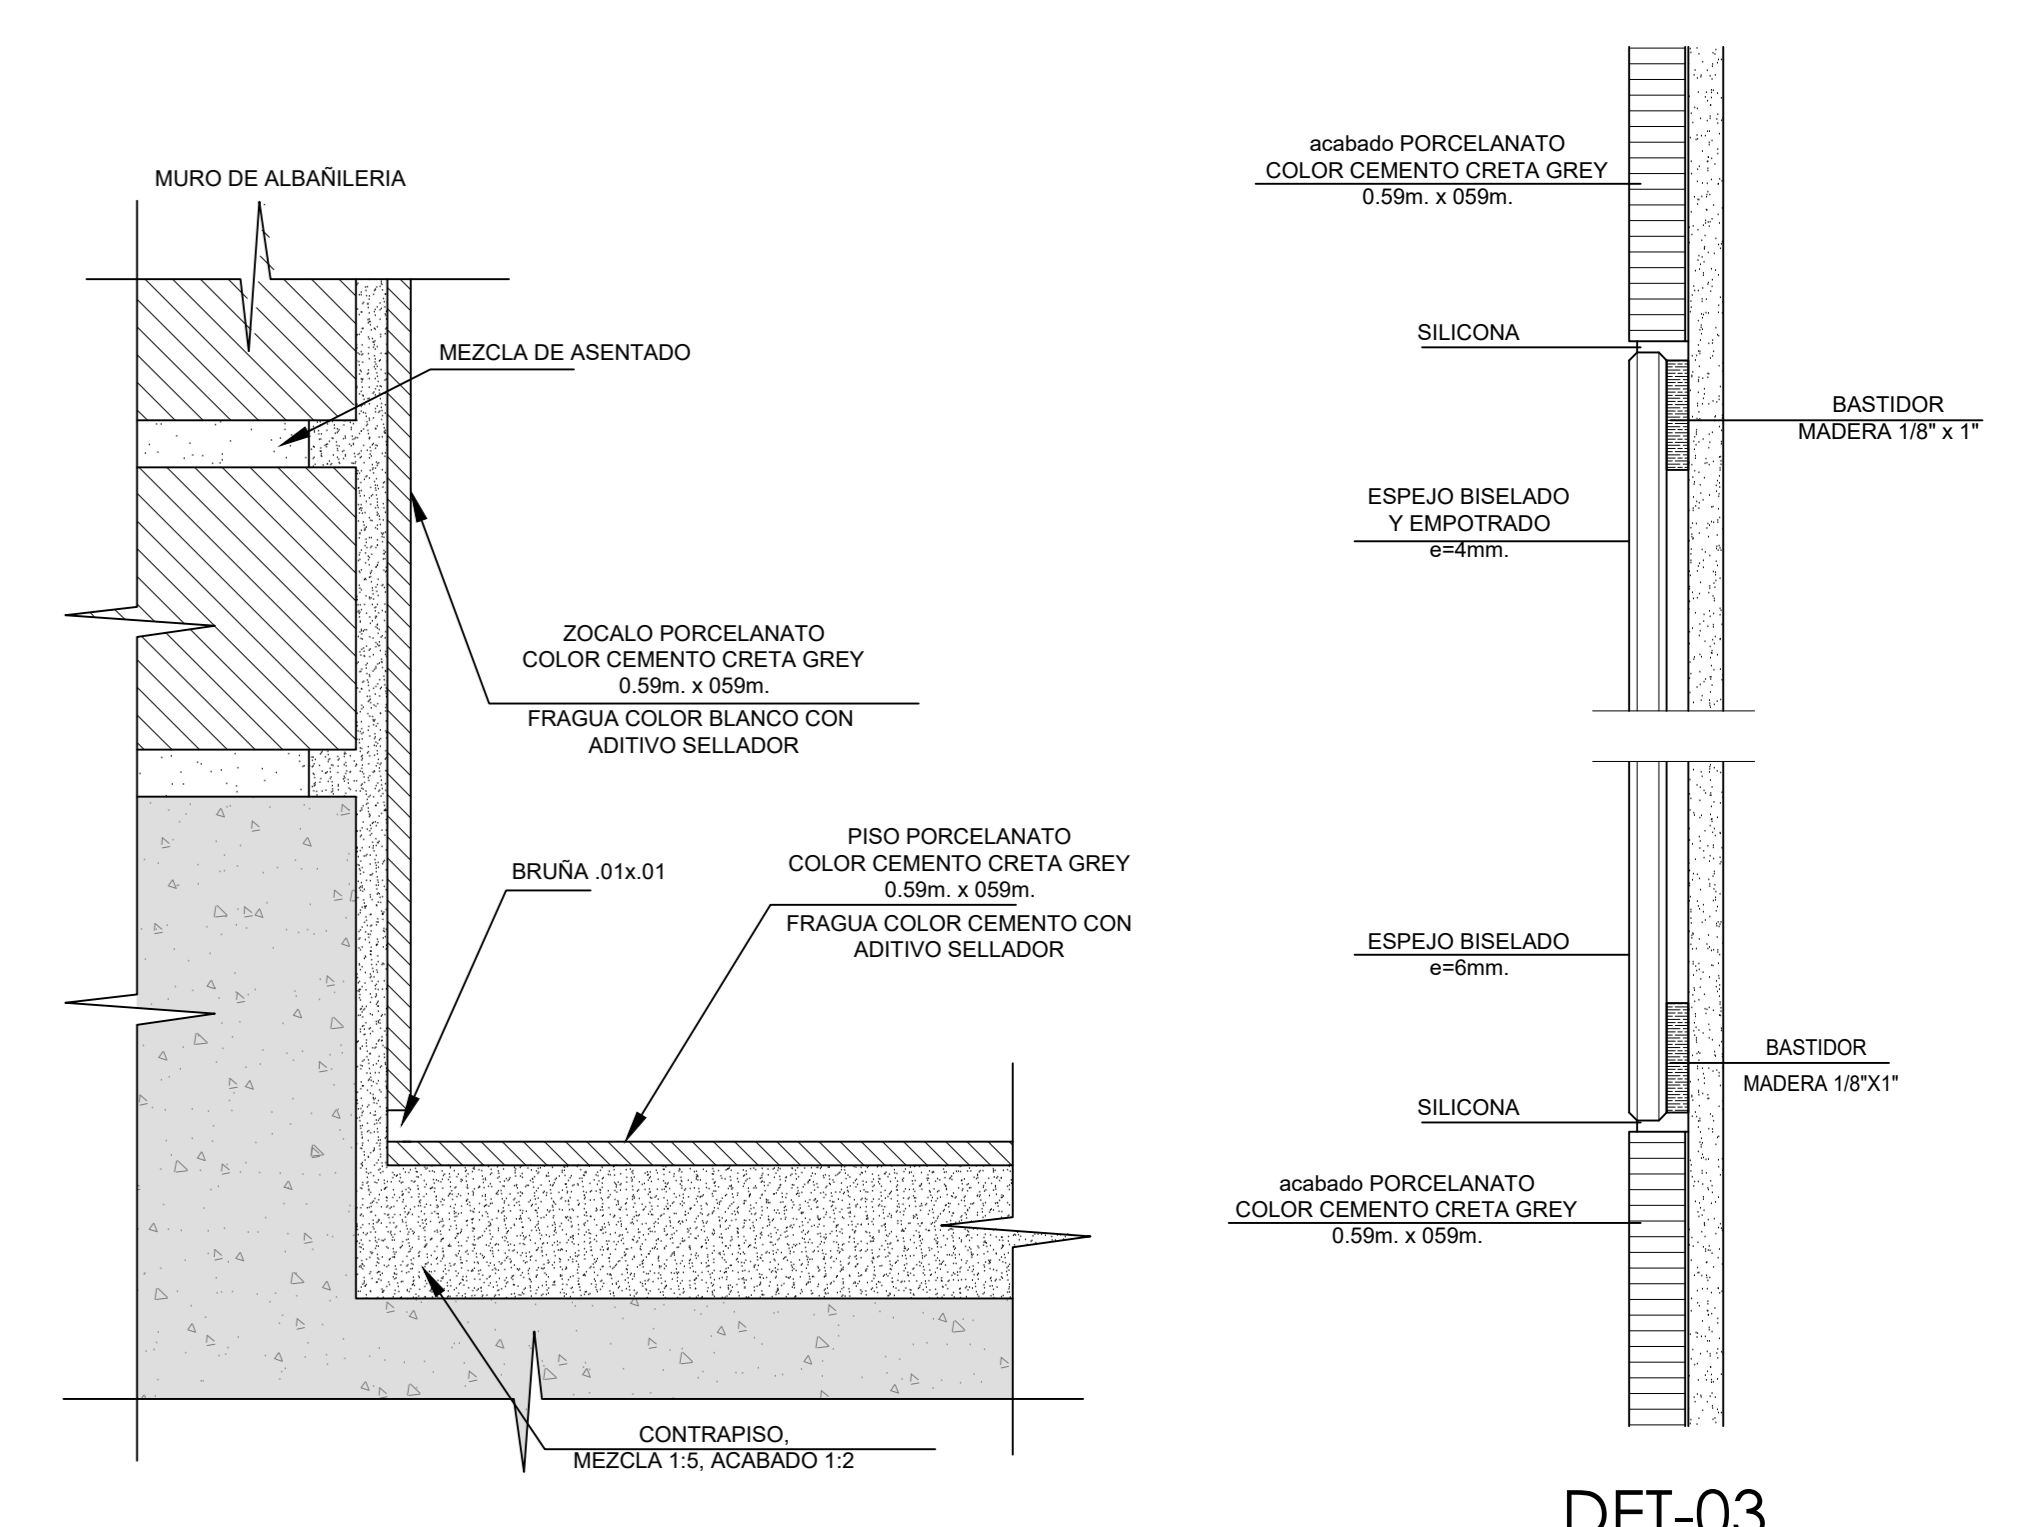 MURO DE ALBAÑILERIA
MEZCLA DE ASENTADO
ZOCALO PORCELANATO
COLOR CEMENTO CRETA GREY
0.59m. x 059m.
FRAGUA COLOR BLANCO CON
ADITIVO SELLADOR
BRUÑA .01x.01
PISO PORCELANATO
COLOR CEMENTO CRETA GREY
0.59m. x 059m.
FRAGUA COLOR CEMENTO CON
ADITIVO SELLADOR
CONTRAPISO,
MEZCLA 1:5, ACABADO 1:2
acabado PORCELANATO
COLOR CEMENTO CRETA GREY
0.59m. x 059m.
SILICONA
BASTIDOR
MADERA 1/8" x 1"
ESPEJO BISELADO
Y EMPOTRADO
e=4mm.
ESPEJO BISELADO
e=6mm.
BASTIDOR
MADERA 1/8"X1"
SILICONA
acabado PORCELANATO
COLOR CEMENTO CRETA GREY
0.59m. x 059m.
DET-03